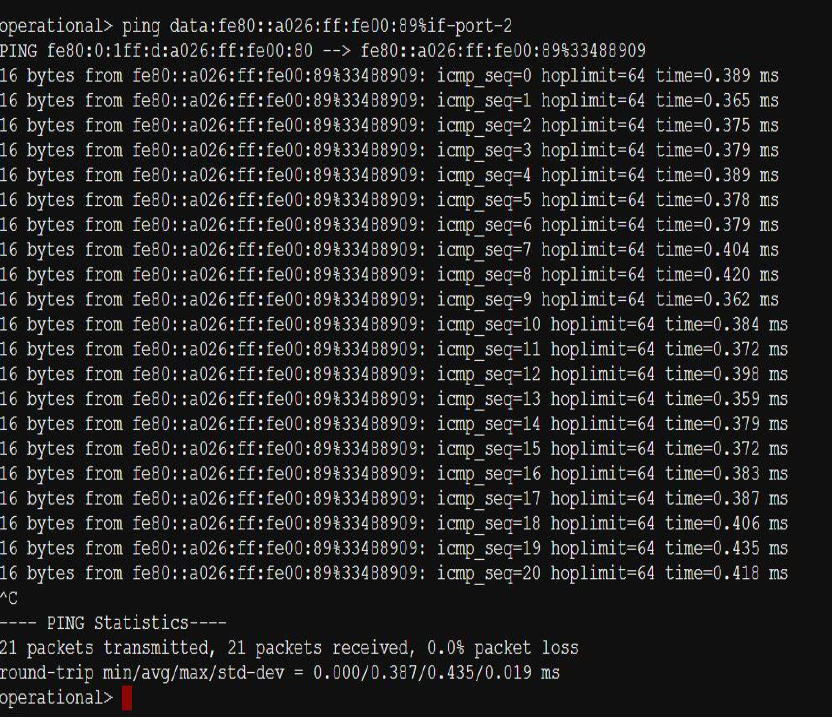 operational> ping data:fe80::a026:ff:fe00:89%if-port-2
PING fe80:0:1ff:d:a026:ff:fe00:80 --> fe80::a026:ff:fe00:89%33488909
16 bytes from fe80::a026:ff:fe00:89%33488909: icmp_seq=0 hoplimit=64 time=0.389 ms
16 bytes from fe80::a026:ff:fe00:89%33488909: icmp_seq=1 hoplimit=64 time=0.365 ms
16 bytes from fe80::a026:ff:fe00:89%33488909: icmp_seq=2 hoplimit=64 time=0.375 ms
16 bytes from fe80::a026:ff:fe00:89%33488909: icmp_seq=3 hoplimit=64 time=0.379 ms
16 bytes from fe80::a026:ff:fe00:89%33488909: icmp_seq=4 hoplimit=64 time=0.389 ms
16 bytes from fe80::a026:ff:fe00:89%33488909: icmp_seq=5 hoplimit=64 time=0.378 ms
16 bytes from fe80::a026:ff:fe00:89%33488909: icmp_seq=6 hoplimit=64 time=0.379 ms
16 bytes from fe80::a026:ff:fe00:89%33488909: icmp_seq=7 hoplimit=64 time=0.404 ms
16 bytes from fe80::a026:ff:fe00:89%33488909: icmp_seq=8 hoplimit=64 time=0.420 ms
16 bytes from fe80::a026:ff:fe00:89%33488909: icmp_seq=9 hoplimit=64 time=0.362 ms
16 bytes from fe80::a026:ff:fe00:89%33488909: icmp_seq=10 hoplimit=64 time=0.384 ms
16 bytes from fe80::a026:ff:fe00:89%33488909: icmp_seq=11 hoplimit=64 time=0.372 ms
16 bytes from fe80::a026:ff:fe00:89%33488909: icmp_seq=12 hoplimit=64 time=0.398 ms
16 bytes from fe80::a026:ff:fe00:89%33488909: icmp_seq=13 hoplimit=64 time=0.359 ms
16 bytes from fe80::a026:ff:fe00:89%33488909: icmp_seq=14 hoplimit=64 time=0.379 ms
16 bytes from fe80::a026:ff:fe00:89%33488909: icmp_seq=15 hoplimit=64 time=0.372 ms
16 bytes from fe80::a026:ff:fe00:89%33488909: icmp_seq=16 hoplimit=64 time=0.383 ms
16 bytes from fe80::a026:ff:fe00:89%33488909: icmp_seq=17 hoplimit=64 time=0.387 ms
16 bytes from fe80::a026:ff:fe00:89%33488909: icmp_seq=18 hoplimit=64 time=0.406 ms
16 bytes from fe80::a026:ff:fe00:89%33488909: icmp_seq=19 hoplimit=64 time=0.435 ms
16 bytes from fe80::a026:ff:fe00:89%33488909: icmp_seq=20 hoplimit=64 time=0.418 ms
^C
---- PING Statistics----
21 packets transmitted, 21 packets received, 0.0% packet loss
round-trip min/avg/max/std-dev = 0.000/0.387/0.435/0.019 ms
operational>